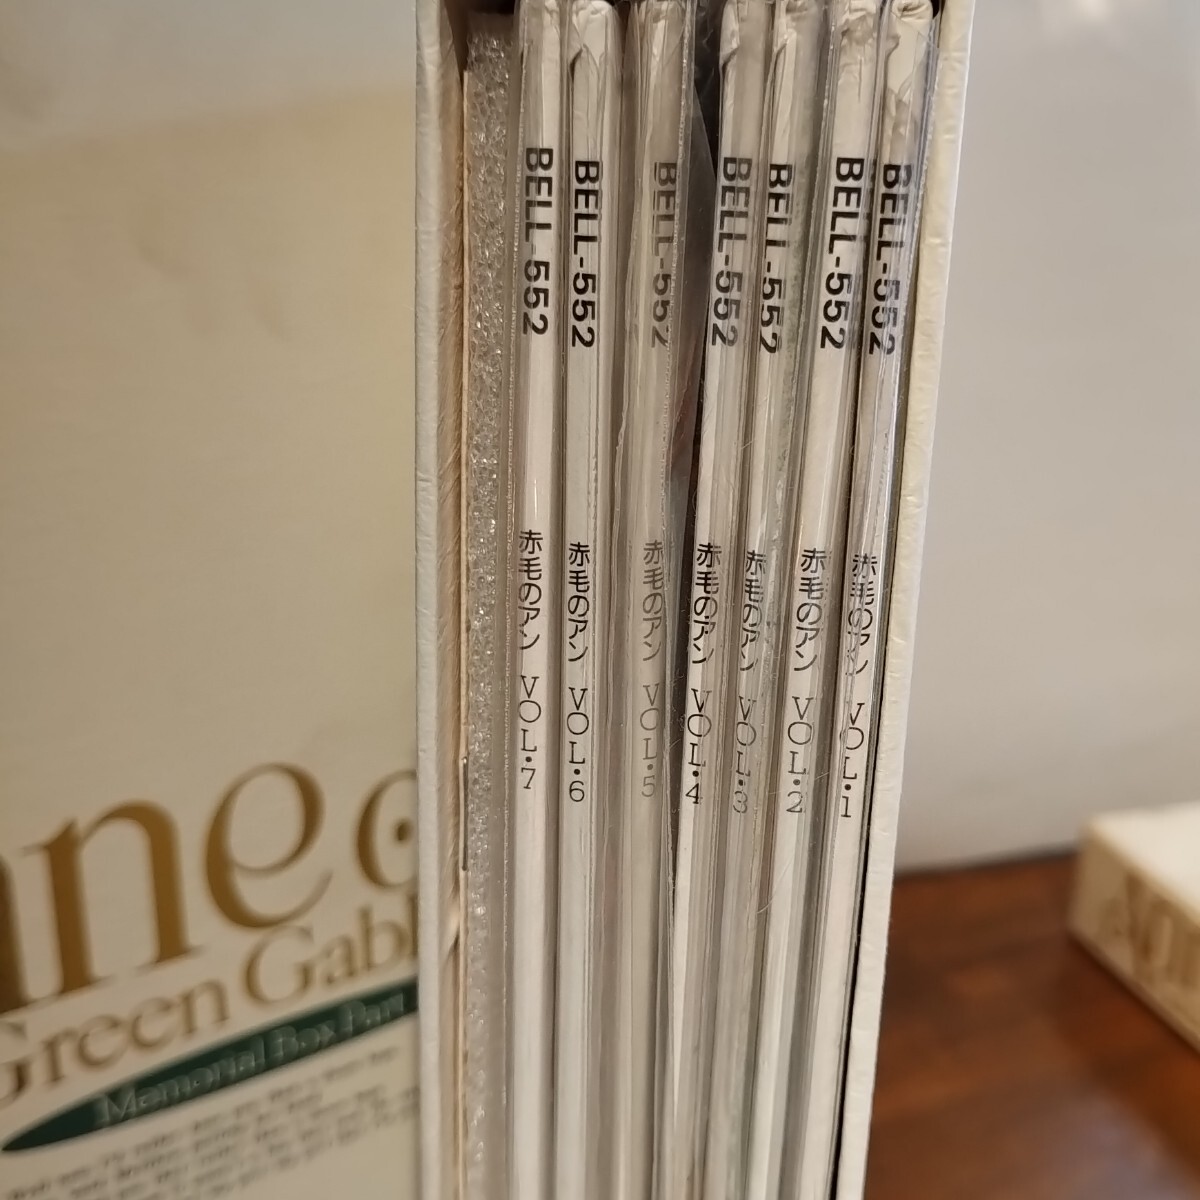 BELL-552 赤毛のアン VOL.7
BELL-552 赤毛のアン VOL.6
BELL-552 赤毛のアン VOL.5
BELL-552 赤毛のアン VOL.4
BELL-552 赤毛のアン VOL.3
BELL-552 赤毛のアン VOL.2
BELL-552 赤毛のアン VOL.1
nne o
Green Gabl
Memorial Box Part